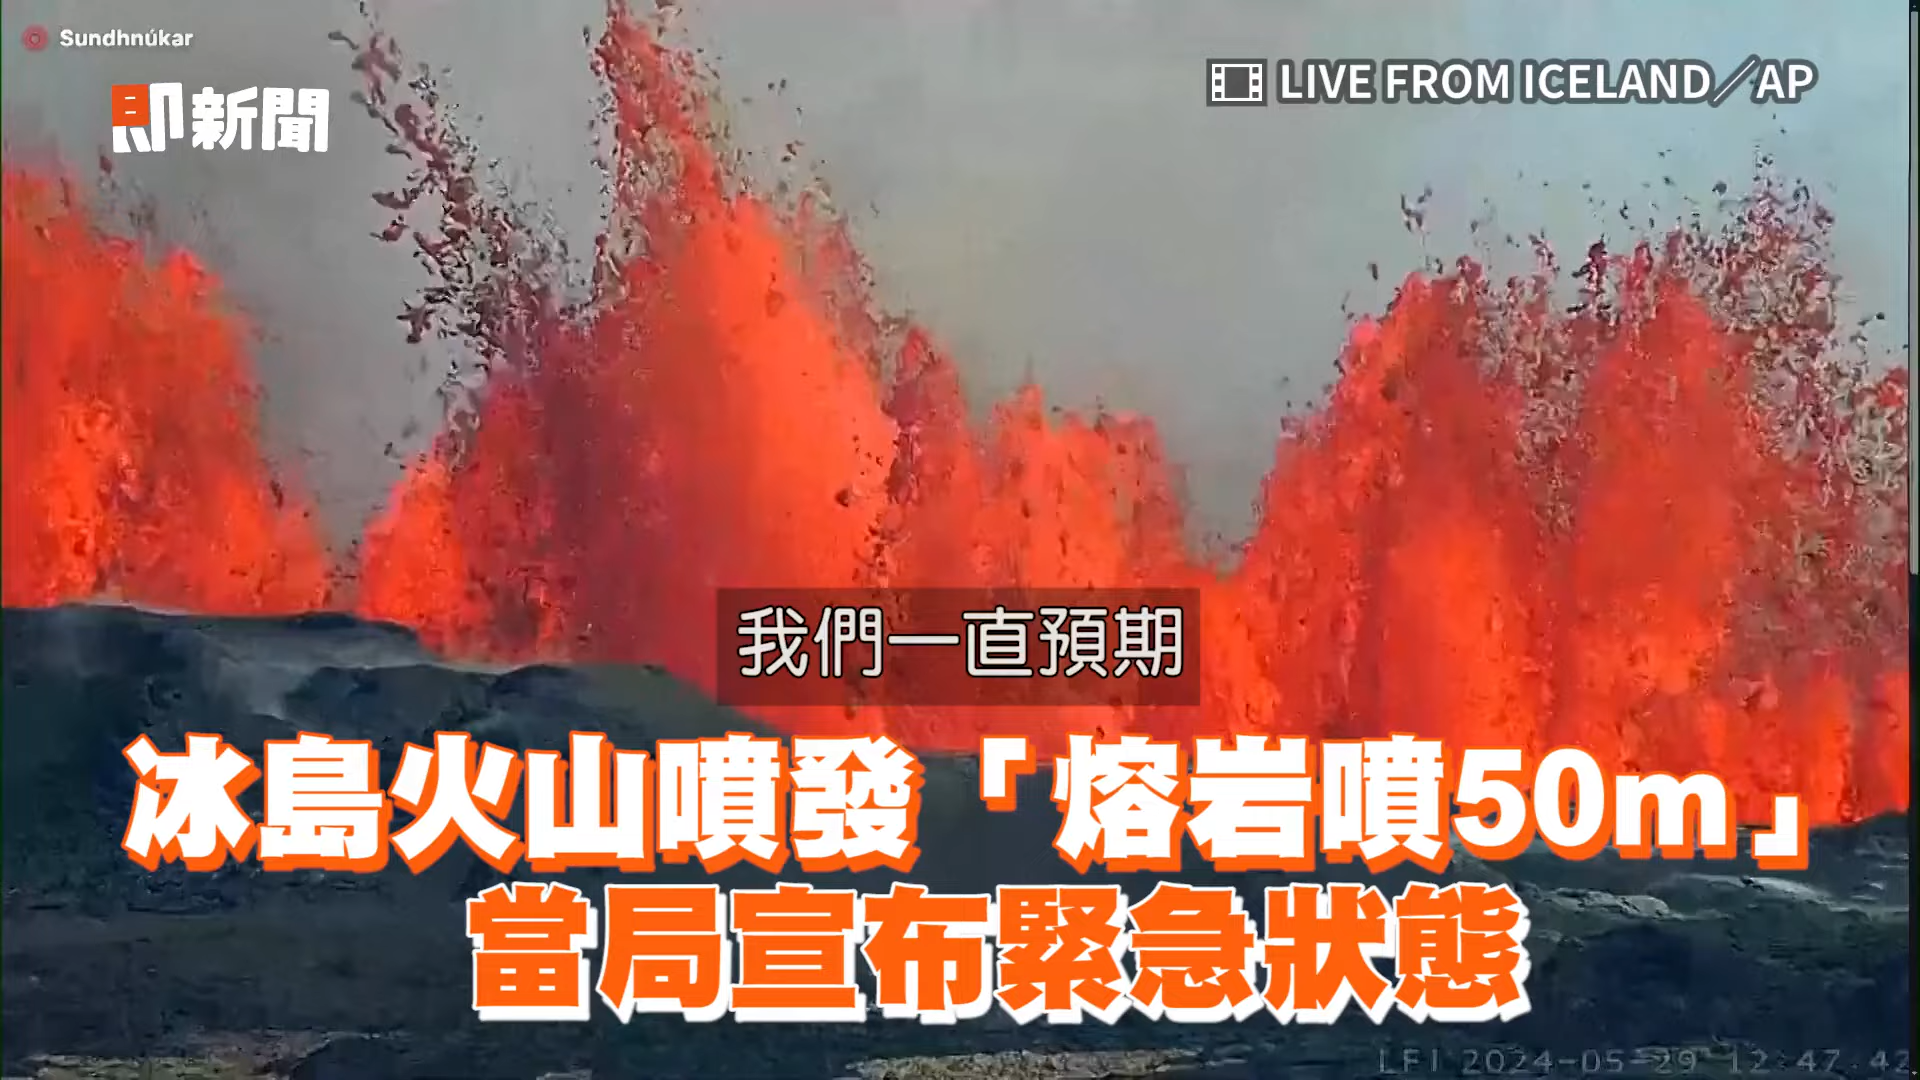 Sundhnúkar
即新聞
LIVE FROM ICELAND／AP
我們一直預期
冰島火山噴發「熔岩噴50m」
當局宣布緊急狀態
LFI 2024-05-29 12:47:42